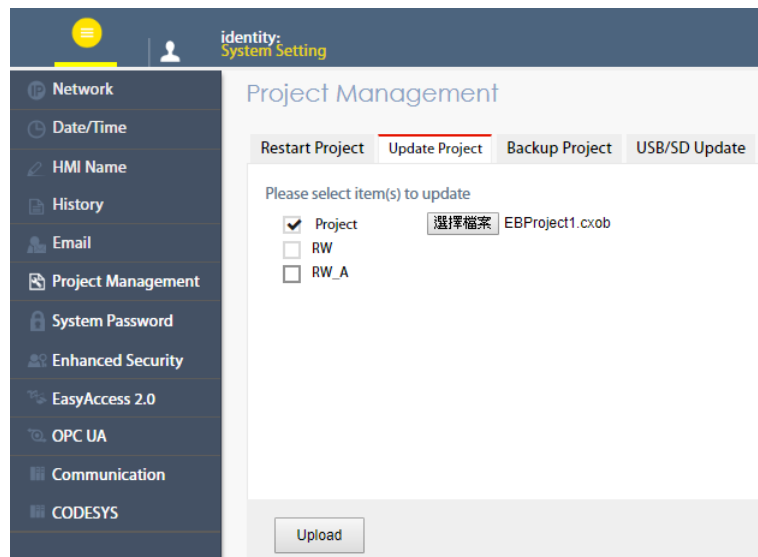 identity:
System Setting
Network
Date/Time
HMI Name
History
Email
Project Management
System Password
Enhanced Security
EasyAccess 2.0
OPC UA
Communication
CODESYS
Project Management
Restart Project Update Project Backup Project USB/SD Update
Please select item(s) to update
Project 選擇檔案 EBProject1.cxob
RW
RW_A
Upload